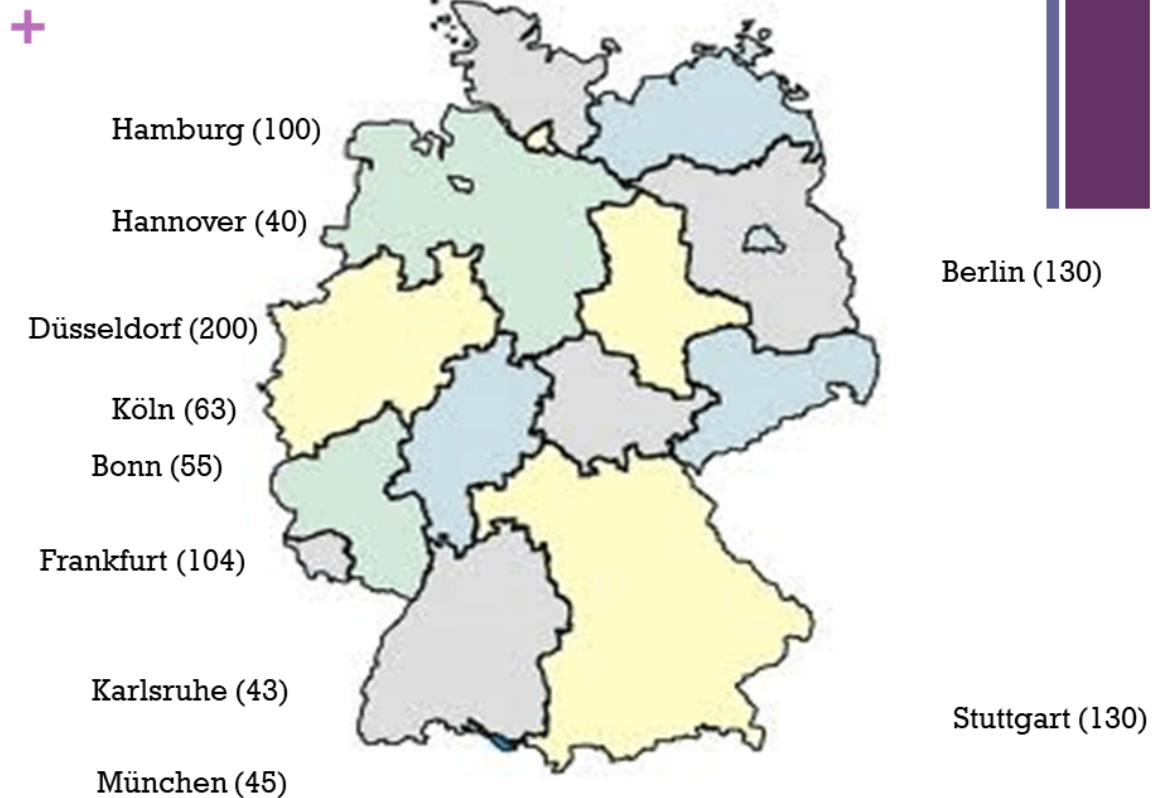 +
Hamburg (100)
Hannover (40)
Berlin (130)
Düsseldorf (200)
Köln (63)
Bonn (55)
Frankfurt (104)
Karlsruhe (43)
Stuttgart (130)
München (45)